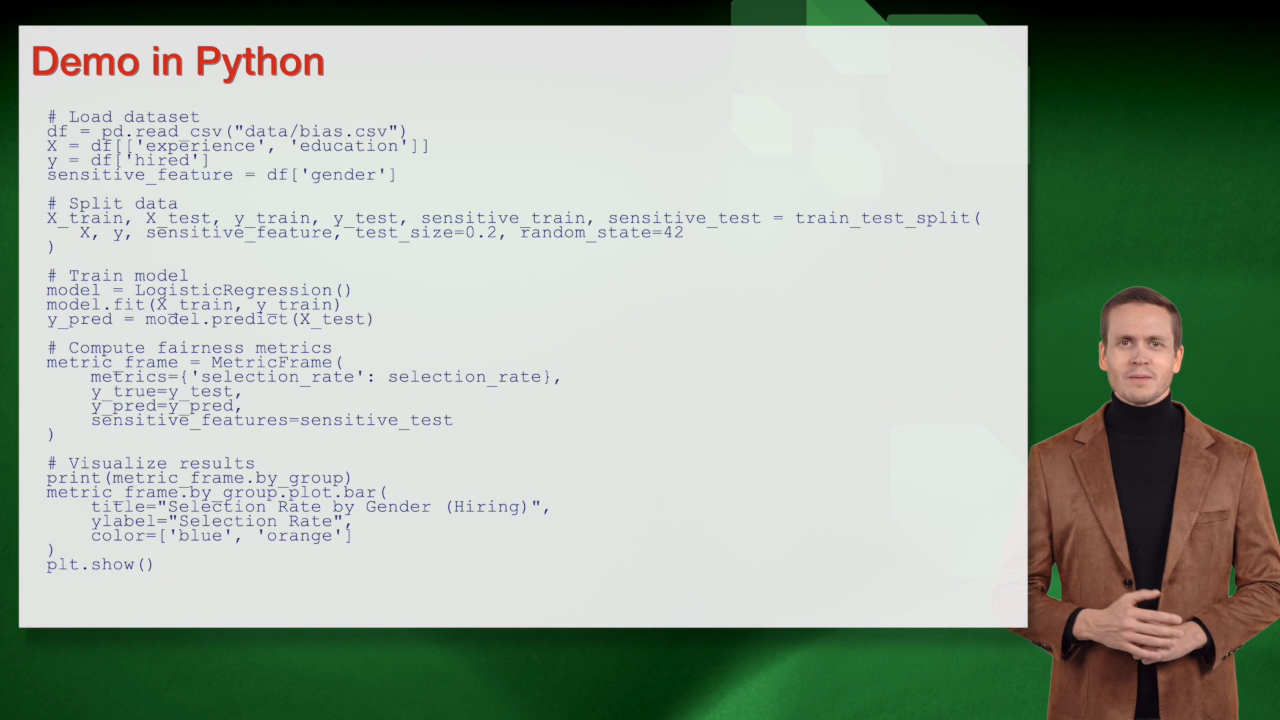 Demo in Python
# Load dataset
df = pd.read_csv("data/bias.csv")
X = df[['experience', 'education']]
y = df['hired']
sensitive_feature = df['gender']
# Split data
X_train, X_test, y_train, y_test, sensitive_train, sensitive_test = train_test_split(
    X, y, sensitive_feature, test_size=0.2, random_state=42
)
# Train model
model = LogisticRegression()
model.fit(X_train, y_train)
y_pred = model.predict(X_test)
# Compute fairness metrics
metric_frame = MetricFrame(
    metrics={'selection_rate': selection_rate},
    y_true=y_test,
    y_pred=y_pred,
    sensitive_features=sensitive_test
)
# Visualize results
print(metric_frame.by_group)
metric_frame.by_group.plot.bar(
    title="Selection Rate by Gender (Hiring)",
    ylabel="Selection Rate",
    color=['blue', 'orange']
)
plt.show()